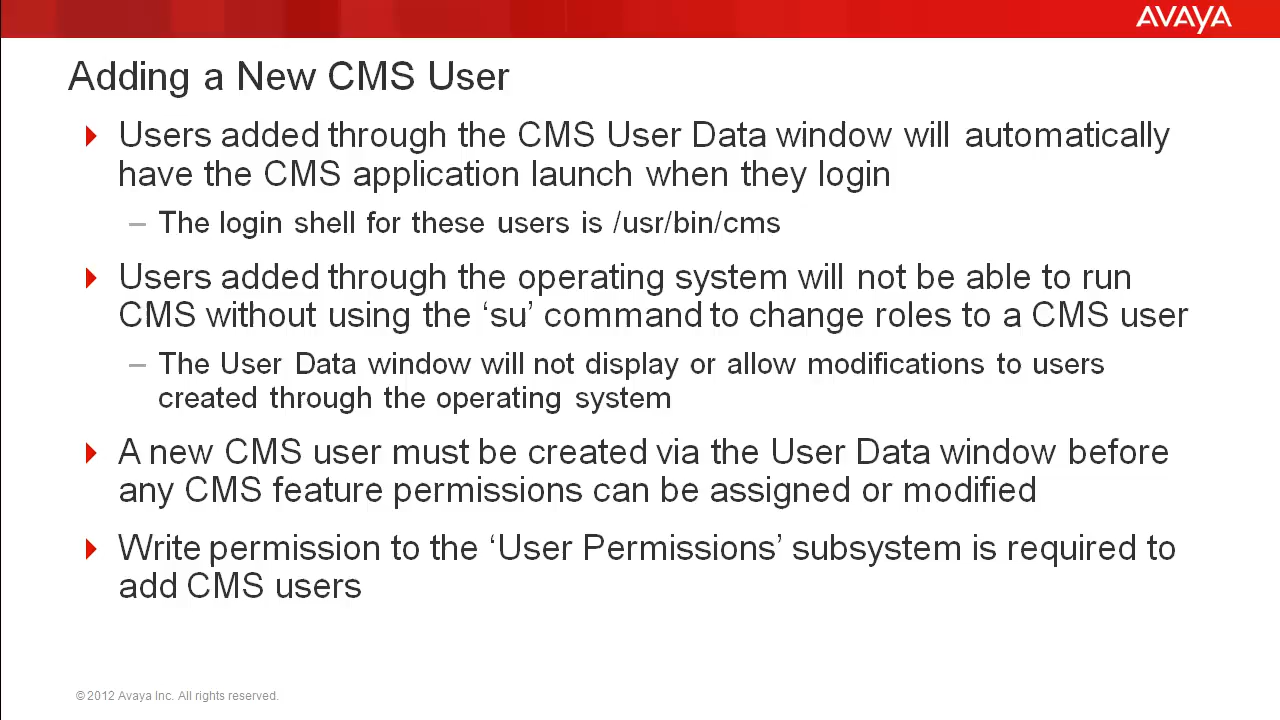 AVAYA
Adding a New CMS User
Users added through the CMS User Data window will automatically
have the CMS application launch when they login
– The login shell for these users is /usr/bin/cms
Users added through the operating system will not be able to run
CMS without using the ‘su’ command to change roles to a CMS user
– The User Data window will not display or allow modifications to users
created through the operating system
A new CMS user must be created via the User Data window before
any CMS feature permissions can be assigned or modified
Write permission to the ‘User Permissions’ subsystem is required to
add CMS users
© 2012 Avaya Inc. All rights reserved.